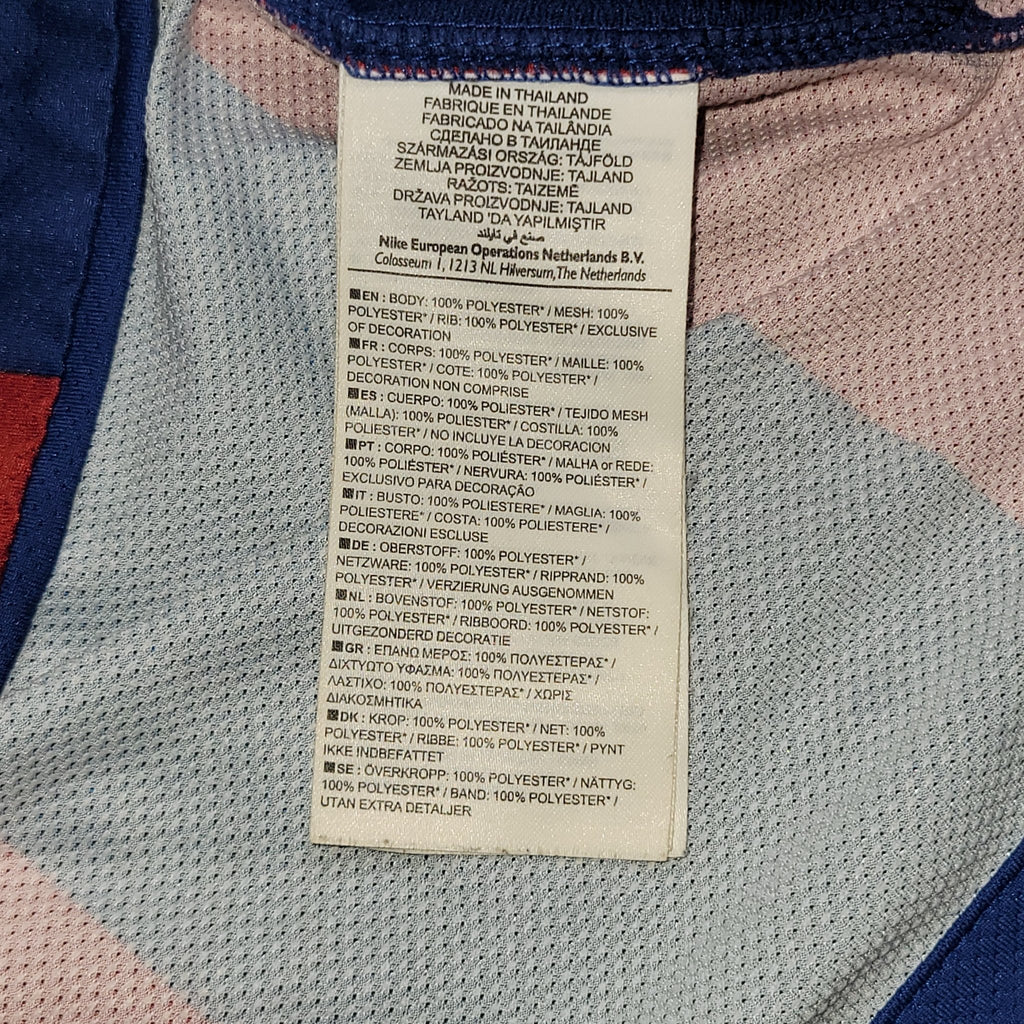 MADE IN THAILAND
FABRIQUE EN THAILANDE
FABRICADO NA TAILÂNDIA
СДЕЛАНО В ТАИЛАНДЕ
SZÁRMAZÁSI ORSZÁG: TÁJFÖLD
ZEMLJA PROIZVODNJE: TAJLAND
RAŽOTS: TAIZEMĒ
DRŽAVA PROIZVODNJE: TAJLAND
TAYLAND 'DA YAPILMIŞTIR
صنع في تايلند
Nike European Operations Netherlands B.V.
Colosseum 1, 1213 NL Hilversum, The Netherlands
EN : BODY: 100% POLYESTER* / MESH: 100%
POLYESTER* / RIB: 100% POLYESTER* / EXCLUSIVE
OF DECORATION
FR : CORPS: 100% POLYESTER* / MAILLE: 100%
POLYESTER* / COTE: 100% POLYESTER* /
DECORATION NON COMPRISE
ES : CUERPO: 100% POLIESTER* / TEJIDO MESH
(MALLA): 100% POLIESTER* / COSTILLA: 100%
POLIESTER* / NO INCLUYE LA DECORACION
PT : CORPO: 100% POLIÉSTER* / MALHA or REDE:
100% POLIÉSTER* / NERVURA: 100% POLIÉSTER* /
EXCLUSIVO PARA DECORAÇÃO
IT : BUSTO: 100% POLIESTERE* / MAGLIA: 100%
POLIESTERE* / COSTA: 100% POLIESTERE* /
DECORAZIONI ESCLUSE
DE : OBERSTOFF: 100% POLYESTER* /
NETZWARE: 100% POLYESTER* / RIPPRAND: 100%
POLYESTER* / VERZIERUNG AUSGENOMMEN
NL : BOVENSTOF: 100% POLYESTER* / NETSTOF:
100% POLYESTER* / RIBBOORD: 100% POLYESTER* /
UITGEZONDERD DECORATIE
GR : ΕΠΑΝΩ ΜΕΡΟΣ: 100% ΠΟΛΥΕΣΤΕΡΑΣ* /
ΔΙΧΤΥΩΤΟ ΥΦΑΣΜΑ: 100% ΠΟΛΥΕΣΤΕΡΑΣ* /
ΛΑΣΤΙΧΟ: 100% ΠΟΛΥΕΣΤΕΡΑΣ* / ΧΩΡΙΣ
ΔΙΑΚΟΣΜΗΤΙΚΑ
DK : KROP: 100% POLYESTER* / NET: 100%
POLYESTER* / RIBBE: 100% POLYESTER* / PYNT
IKKE INDBEFATTET
SE : ÖVERKROPP: 100% POLYESTER* / NÄTTYG:
100% POLYESTER* / BAND: 100% POLYESTER* /
UTAN EXTRA DETALJER